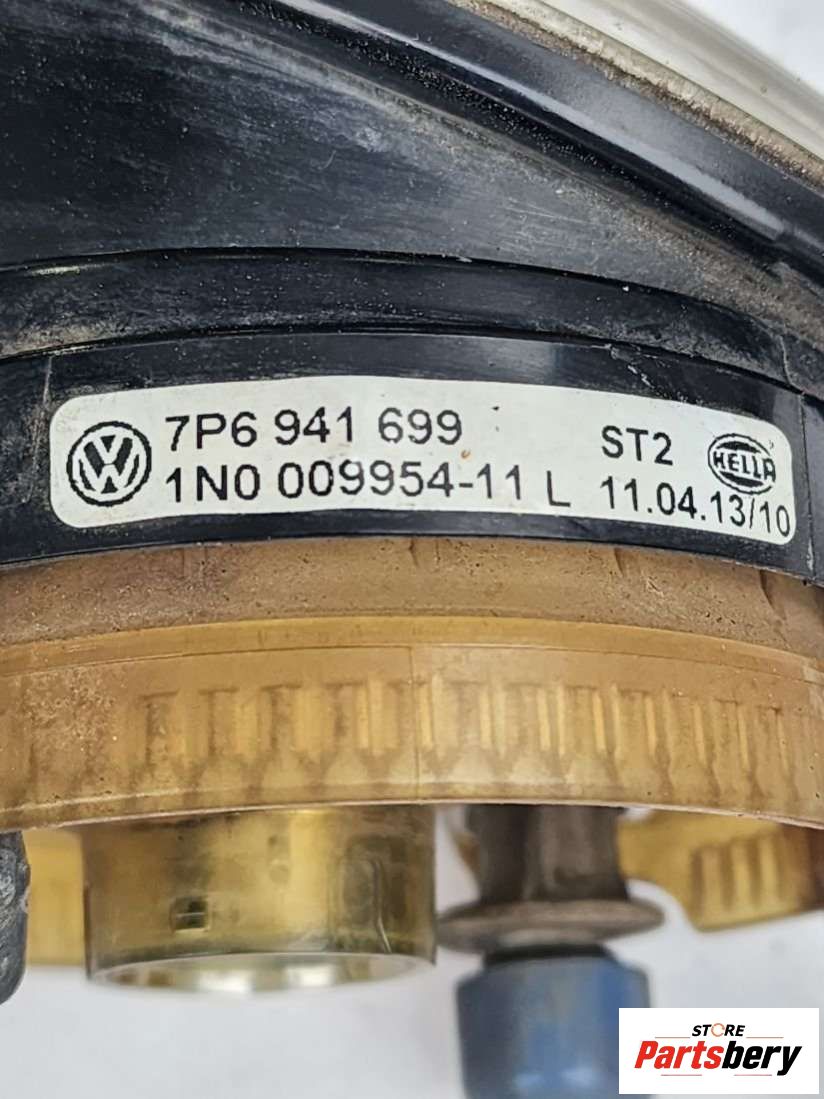 7P6 941 699 ST2 HELLA
1N0 009954-11 L 11.04.13/10
STORE
Partsbery